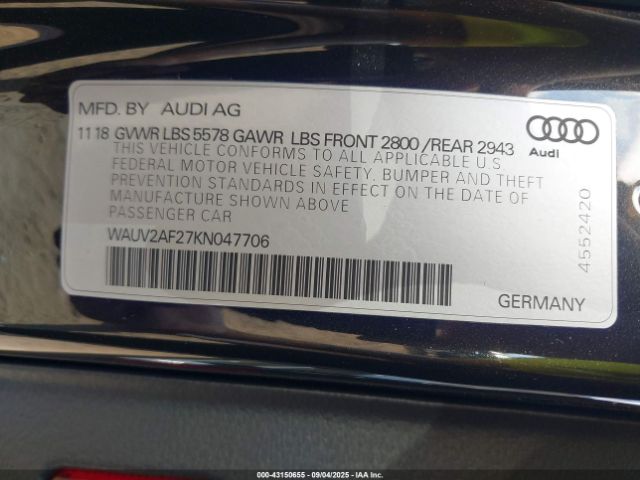 MFD. BY AUDI AG
11 18 GVWR LBS 5578 GAWR LBS FRONT 2800 /REAR 2943
THIS VEHICLE CONFORMS TO ALL APPLICABLE U S
FEDERAL MOTOR VEHICLE SAFETY, BUMPER AND THEFT
PREVENTION STANDARDS IN EFFECT ON THE DATE OF
MANUFACTURE SHOWN ABOVE
PASSENGER CAR
WAUV2AF27KN047706
Audi
4552420
GERMANY
000-43150655 - 09/04/2025 - IAAI.COM